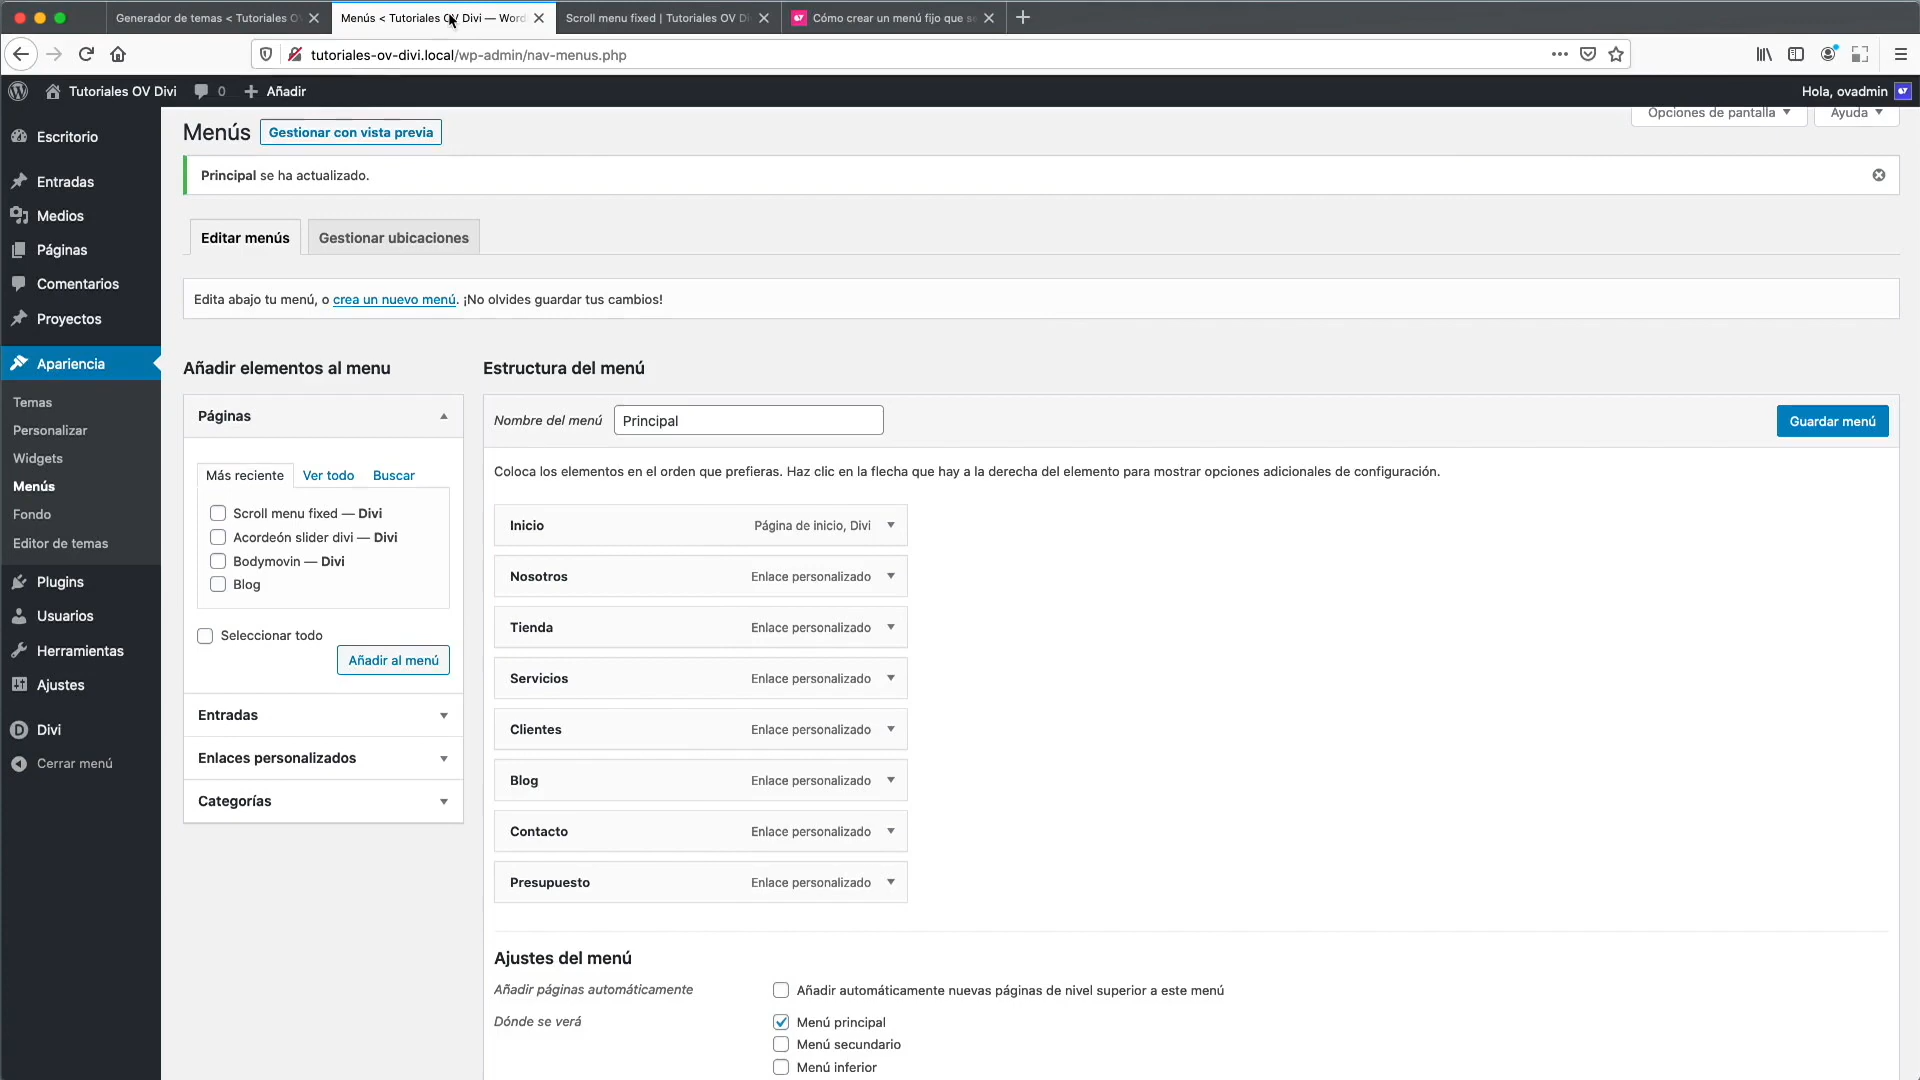 Generador de temas < Tutoriales O
Menús < Tutoriales OV Divi — Word
Scroll menu fixed | Tutoriales OV Di
Cómo crear un menú fijo que se
tutoriales-ov-divi.local/wp-admin/nav-menus.php
Tutoriales OV Divi
0
Añadir
Hola, ovadmin
Escritorio
Entradas
Medios
Páginas
Comentarios
Proyectos
Apariencia
Temas
Personalizar
Widgets
Menús
Fondo
Editor de temas
Plugins
Usuarios
Herramientas
Ajustes
Divi
Cerrar menú
Menús
Gestionar con vista previa
Opciones de pantalla
Ayuda
Principal se ha actualizado.
Editar menús
Gestionar ubicaciones
Edita abajo tu menú, o crea un nuevo menú. ¡No olvides guardar tus cambios!
Añadir elementos al menu
Páginas
Más reciente
Ver todo
Buscar
Scroll menu fixed — Divi
Acordeón slider divi — Divi
Bodymovin — Divi
Blog
Seleccionar todo
Añadir al menú
Entradas
Enlaces personalizados
Categorías
Estructura del menú
Nombre del menú
Principal
Guardar menú
Coloca los elementos en el orden que prefieras. Haz clic en la flecha que hay a la derecha del elemento para mostrar opciones adicionales de configuración.
Inicio Página de inicio, Divi
Nosotros Enlace personalizado
Tienda Enlace personalizado
Servicios Enlace personalizado
Clientes Enlace personalizado
Blog Enlace personalizado
Contacto Enlace personalizado
Presupuesto Enlace personalizado
Ajustes del menú
Añadir páginas automáticamente
Añadir automáticamente nuevas páginas de nivel superior a este menú
Dónde se verá
Menú principal
Menú secundario
Menú inferior